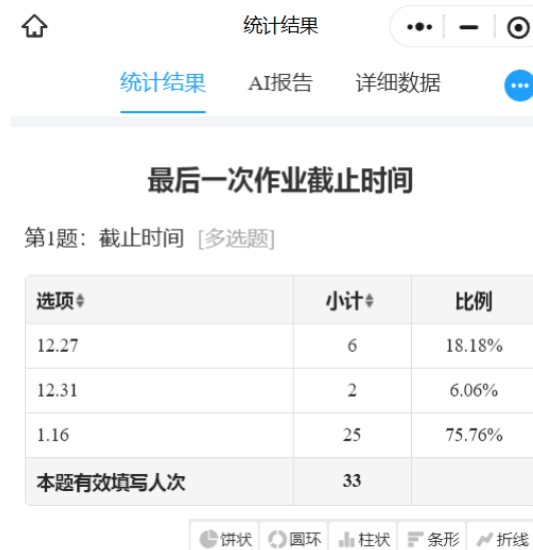 统计结果
统计结果 AI报告 详细数据
最后一次作业截止时间
第1题：截止时间 [多选题]
选项 小计 比例
12.27 6 18.18%
12.31 2 6.06%
1.16 25 75.76%
本题有效填写人次 33
饼状 圆环 柱状 条形 折线